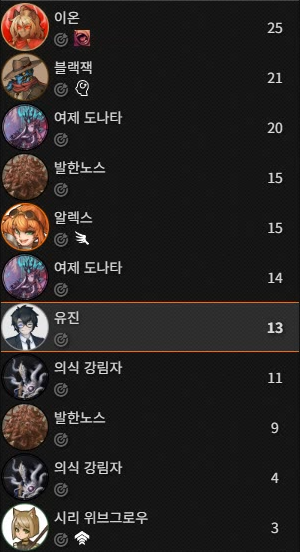 이온 25
블랙잭 21
여제 도나타 20
발한노스 15
알렉스 15
여제 도나타 14
유진 13
의식 강림자 11
발한노스 9
의식 강림자 4
시리 위브그로우 3